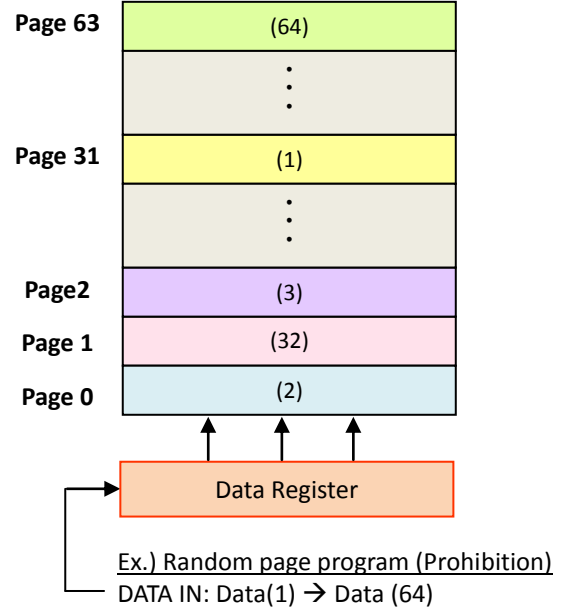 Page 63 (64)
Page 31 (1)
Page2 (3)
Page 1 (32)
Page 0 (2)
Data Register
Ex.) Random page program (Prohibition)
DATA IN: Data(1) → Data (64)